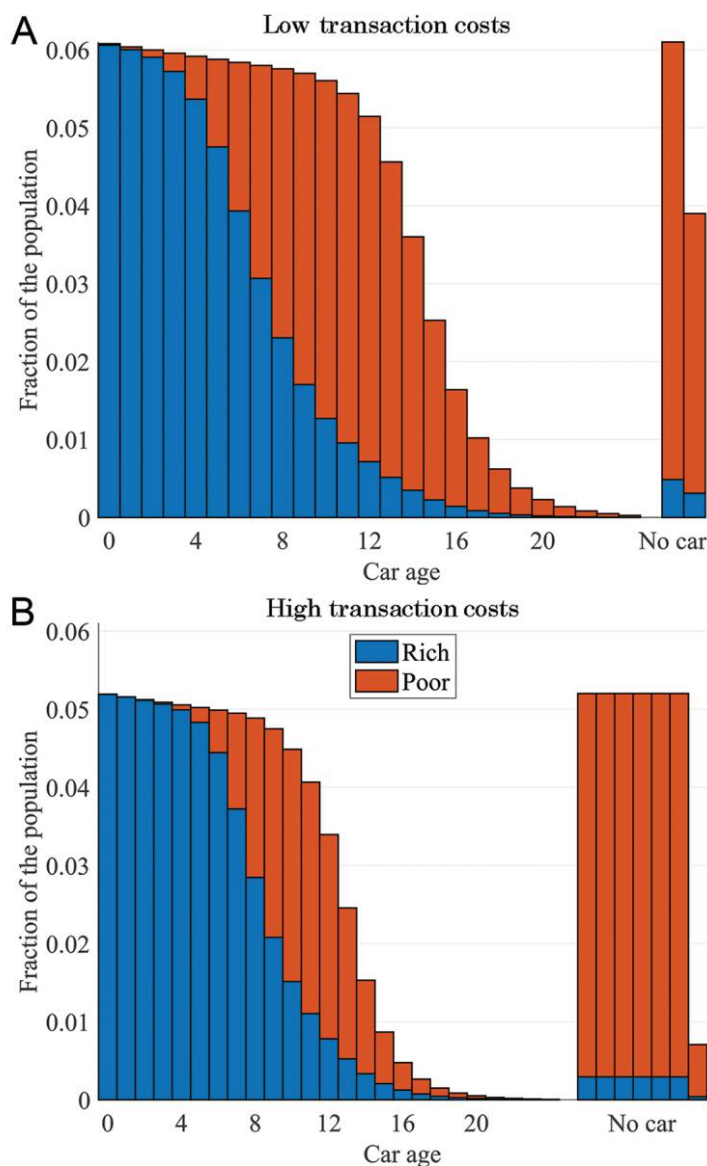 A
Low transaction costs
0.06
0.05
0.04
0.03
0.02
0.01
0
Fraction of the population
0 4 8 12 16 20 No car
Car age
B
High transaction costs
0.06
0.05
0.04
0.03
0.02
0.01
0
Fraction of the population
Rich
Poor
0 4 8 12 16 20 No car
Car age